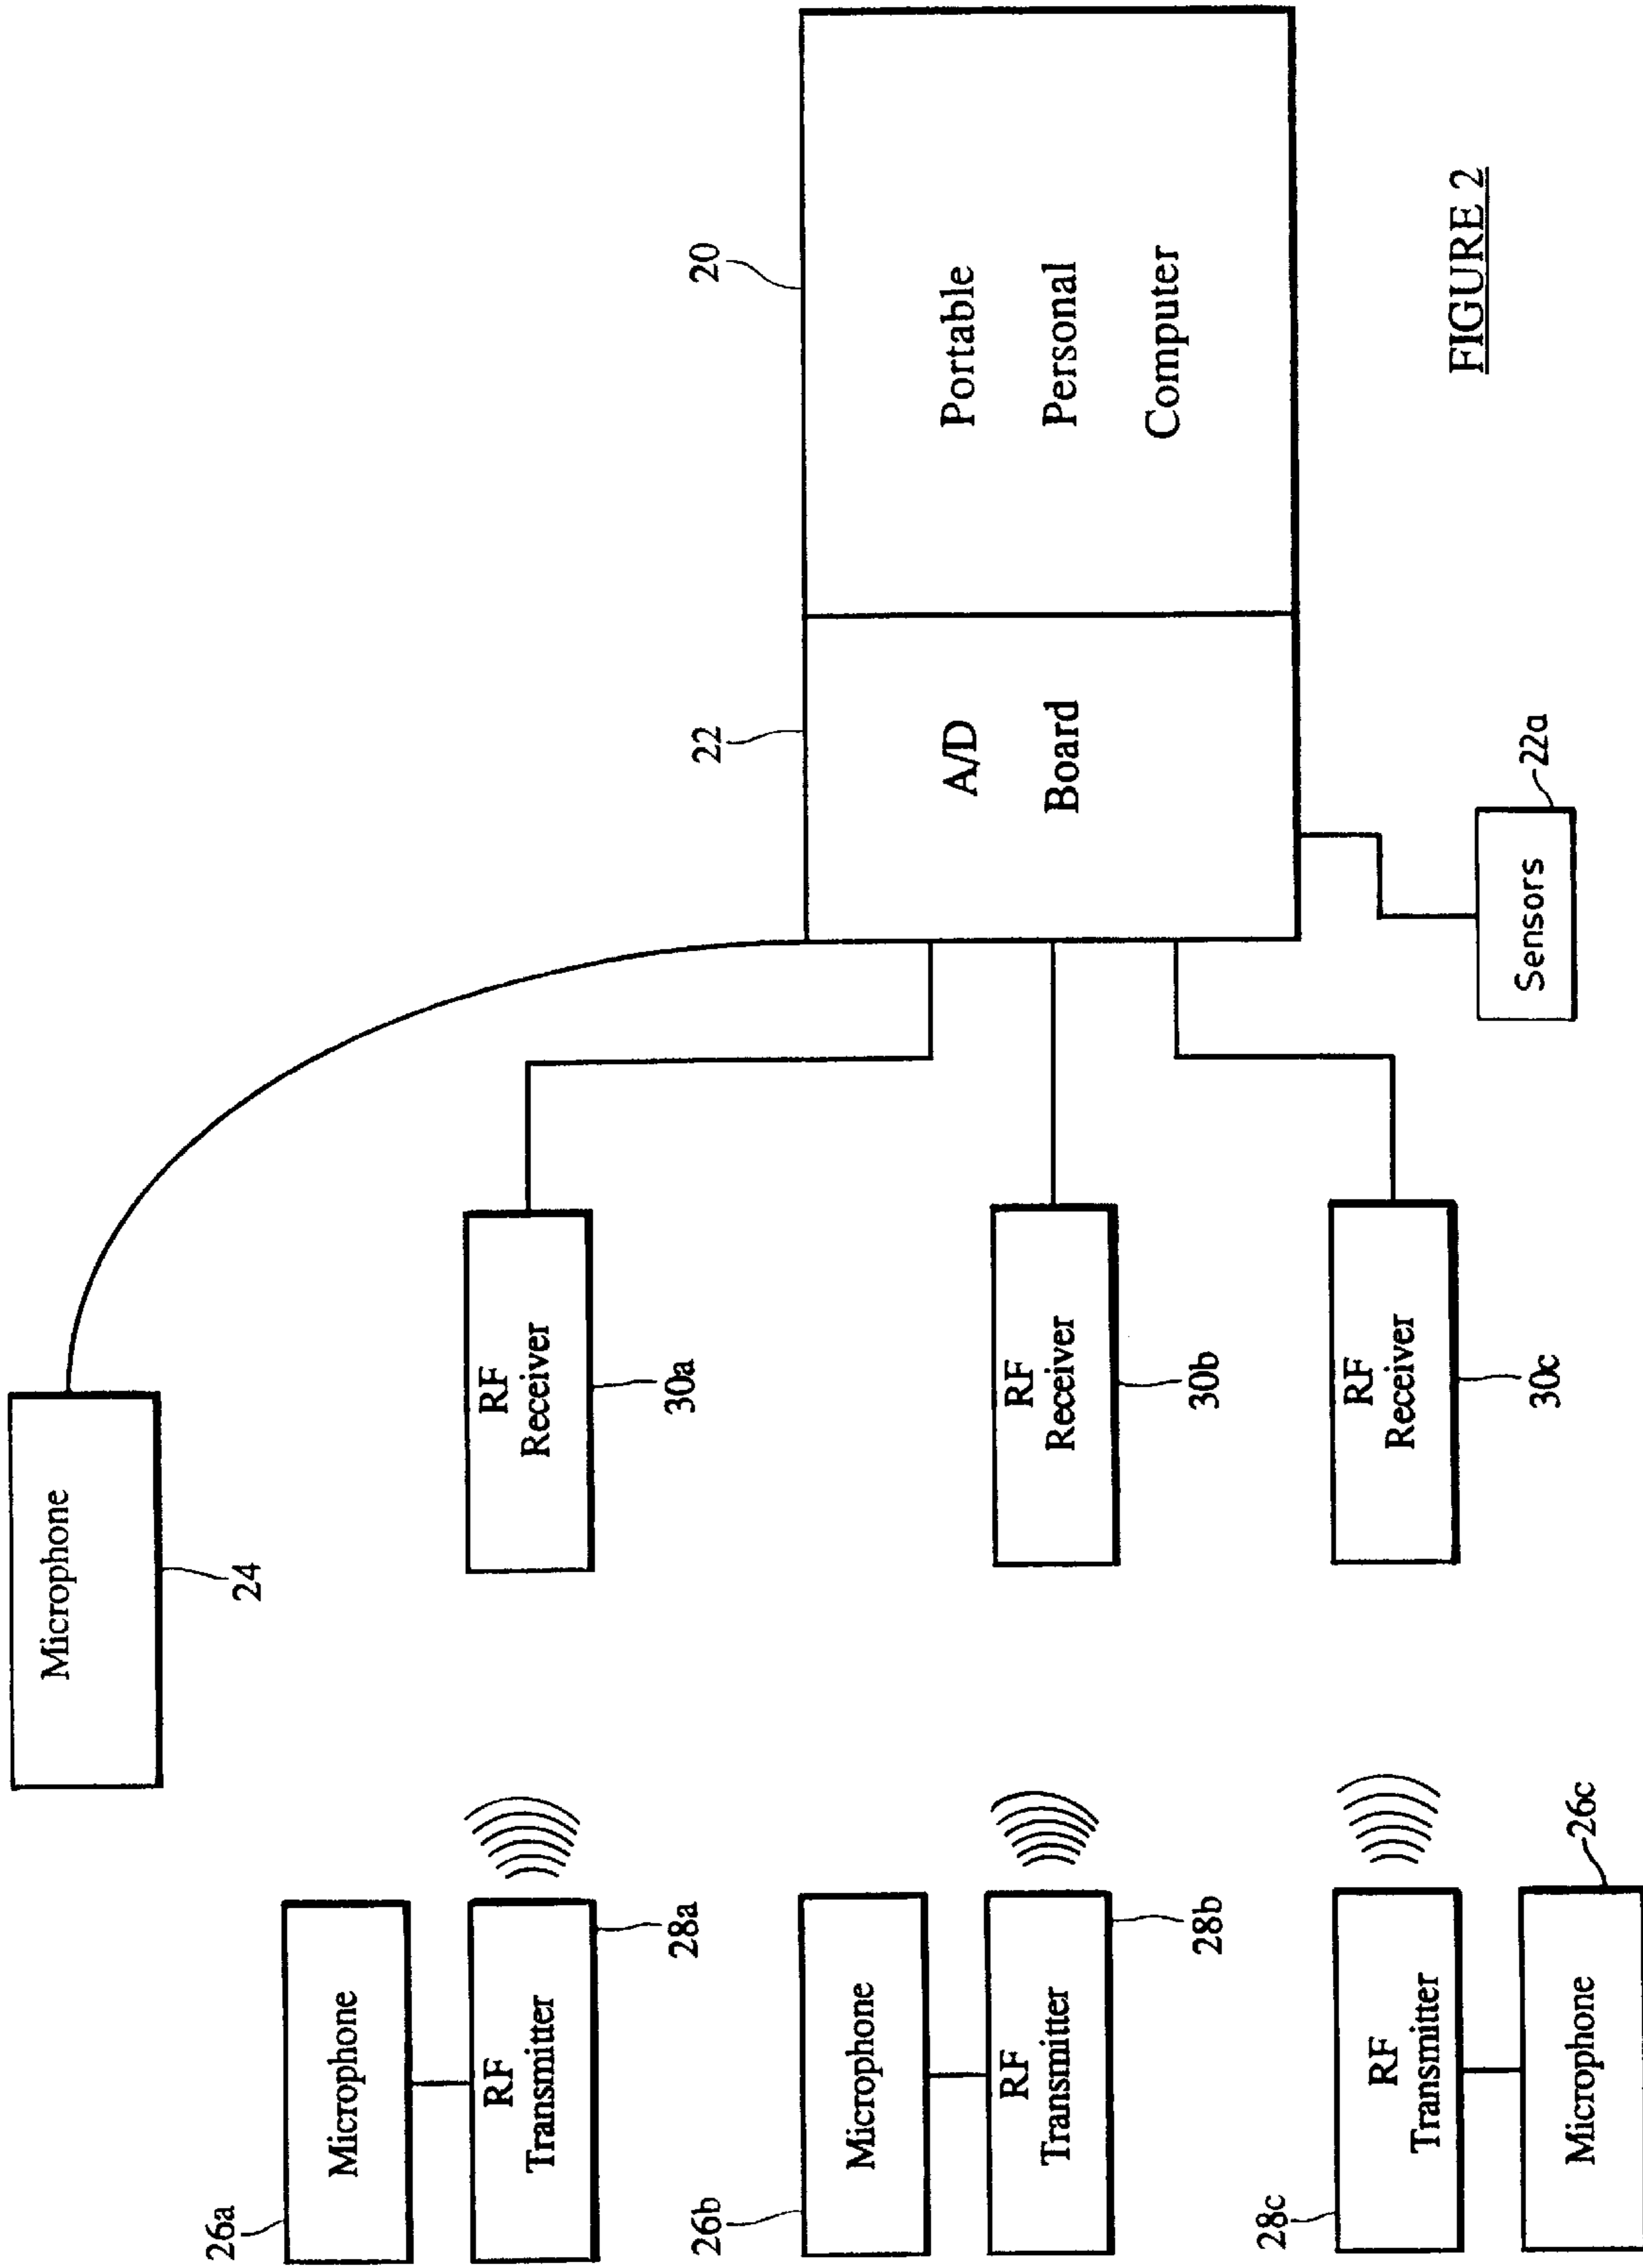 Microphone
24
26a
Microphone
RF
Transmitter
28a
RF
Receiver
30a
20
22
A/D
Board
Portable
Personal
Computer
26b
Microphone
RF
Transmitter
28b
RF
Receiver
30b
28c
RF
Transmitter
Microphone
26c
RF
Receiver
30c
Sensors
22a
FIGURE 2